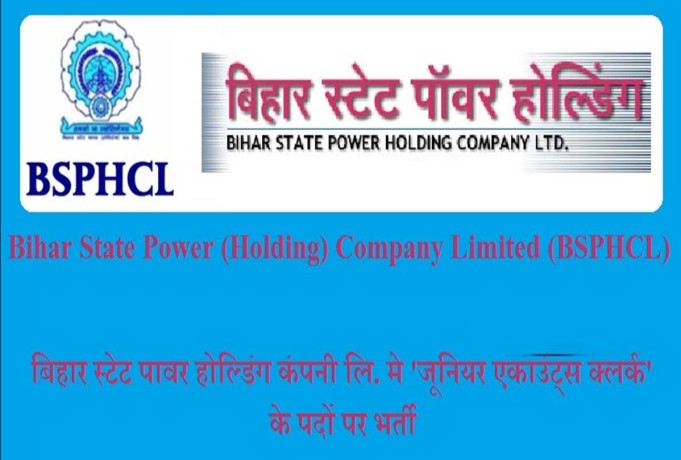 बिहार स्टेट पॉवर होल्डिंग
BIHAR STATE POWER HOLDING COMPANY LTD.
BSPHCL
Bihar State Power (Holding) Company Limited (BSPHCL)
बिहार स्टेट पावर होल्डिंग कंपनी लि. मे 'जूनियर एकाउंट्स क्लर्क'
के पदों पर भर्ती